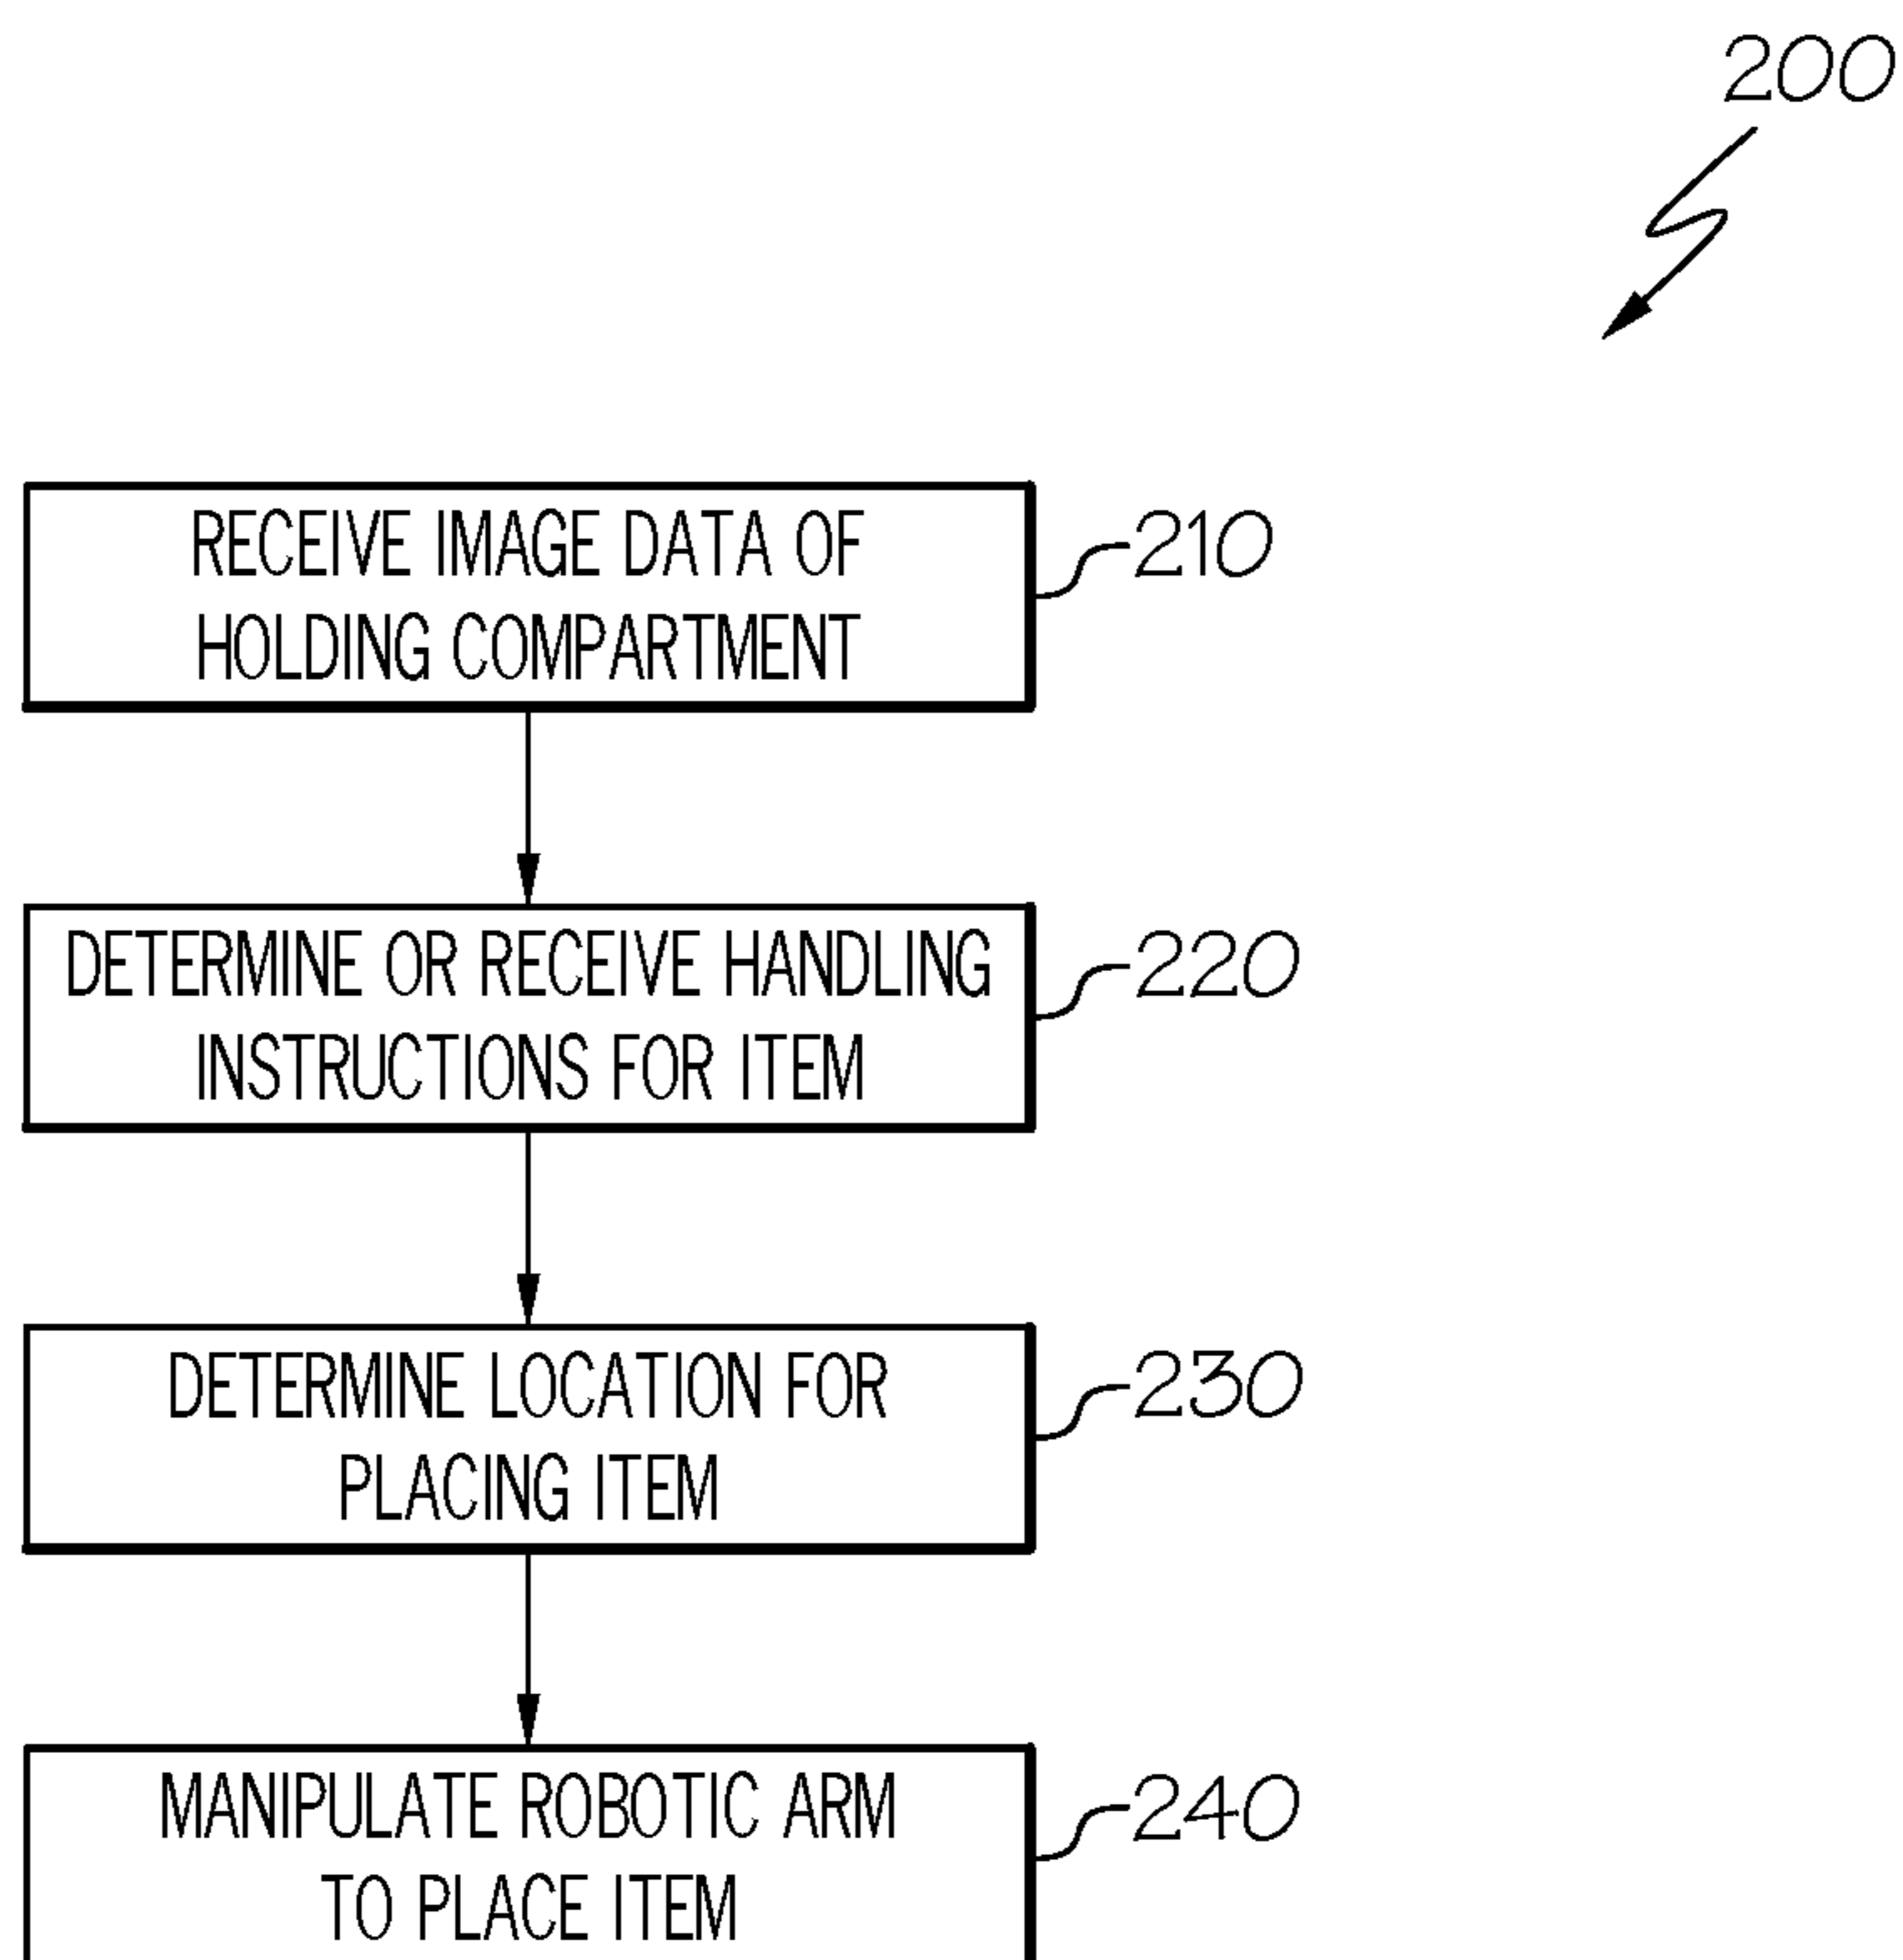 200
RECEIVE IMAGE DATA OF
HOLDING COMPARTMENT
210
DETERMINE OR RECEIVE HANDLING
INSTRUCTIONS FOR ITEM
220
DETERMINE LOCATION FOR
PLACING ITEM
230
MANIPULATE ROBOTIC ARM
TO PLACE ITEM
240